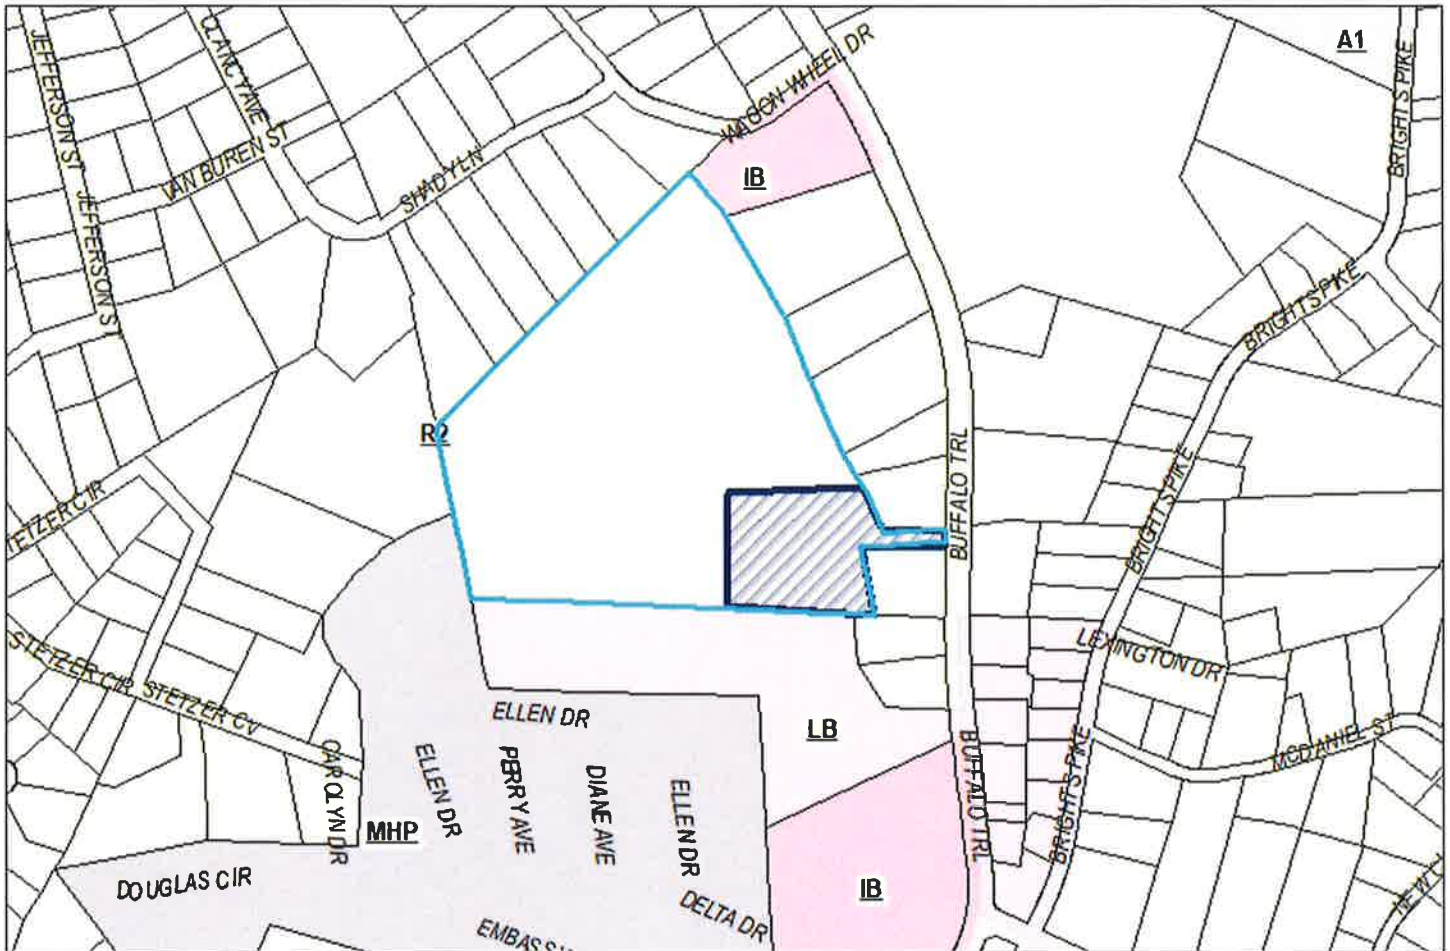 A1
JEFFERSON ST
CLANCY AVE ST
WAGON WHEEL DR
BRIGHTS PIKE
VAN BUREN ST
SHADY LN
IB
JEFFERSON ST
BRIGHTS PIKE
R2
BUFFALO TRL
BRIGHTS PIKE
STETZER CIR
LEXINGTON DR
STETZER CIR
STETZER CV
ELLEN DR
LB
MCDANIEL ST
CAROLYN DR
ELLEN DR
PERRY AVE
DIANE AVE
ELLEN DR
BUFFALO TRL
BRIGHTS PIKE
MHP
DOUGLAS CIR
IB
DELTA DR